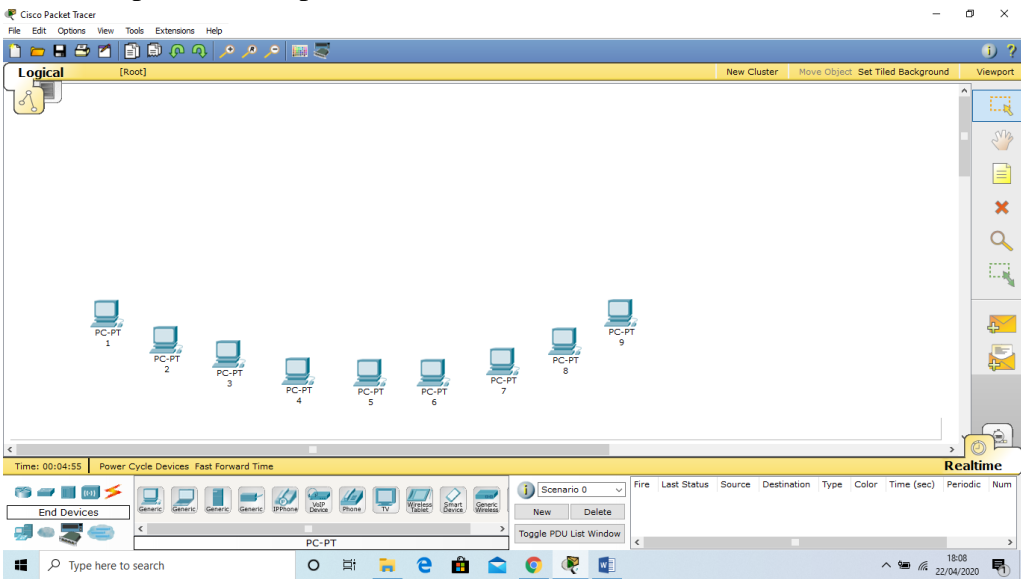 Cisco Packet Tracer
File Edit Options View Tools Extensions Help
Logical [Root] New Cluster Move Object Set Tiled Background Viewport
PC-PT
1
PC-PT
2
PC-PT
3
PC-PT
4
PC-PT
5
PC-PT
6
PC-PT
7
PC-PT
8
PC-PT
9
Time: 00:04:55 Power Cycle Devices Fast Forward Time Realtime
End Devices
Generic Generic Generic Generic IPPhone VoIP Device Phone TV Wireless Tablet Smart Device Generic Wireless
PC-PT
Scenario 0
New Delete
Toggle PDU List Window
Fire Last Status Source Destination Type Color Time (sec) Periodic Num
Type here to search
18:08
22/04/2020